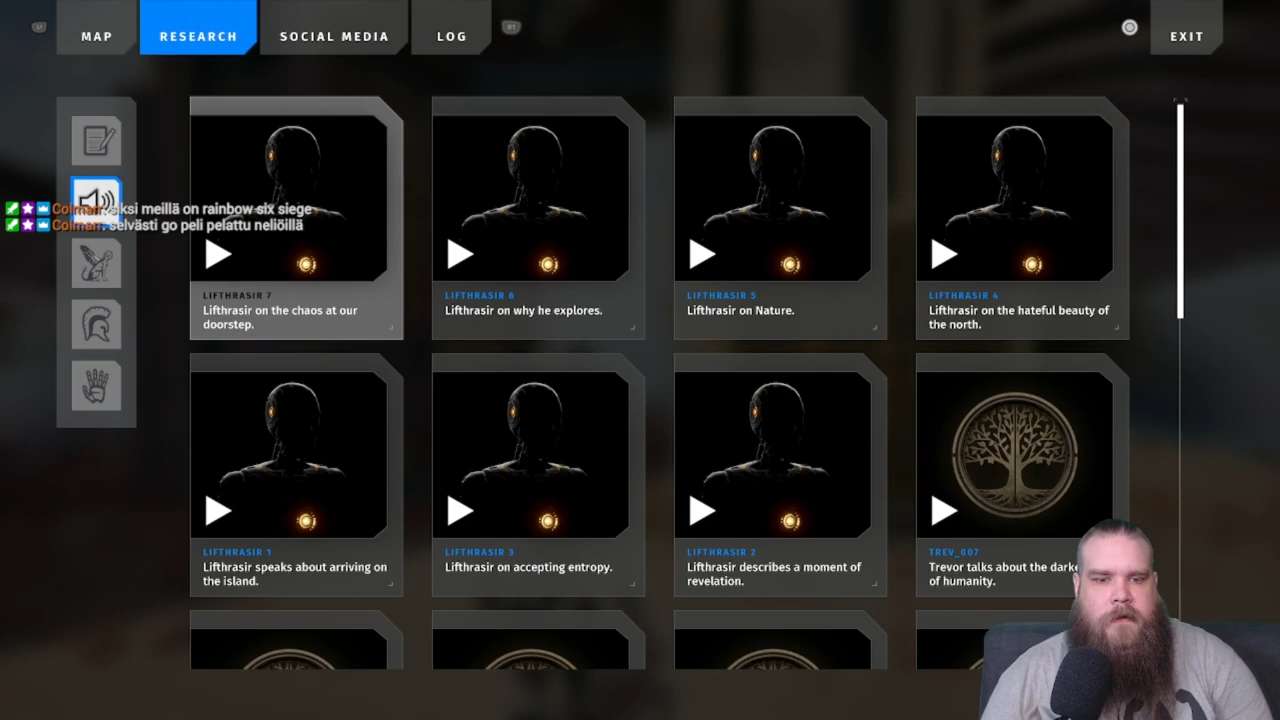 MAP
RESEARCH
SOCIAL MEDIA
LOG
EXIT
siksi meillä on rainbow six siege
Colman: selvästi go peli pelattu neliöillä
LIFTHRASIR 7
Lifthrasir on the chaos at our
doorstep.
LIFTHRASIR 6
Lifthrasir on why he explores.
LIFTHRASIR 5
Lifthrasir on Nature.
LIFTHRASIR 4
Lifthrasir on the hateful beauty of
the north.
LIFTHRASIR 1
Lifthrasir speaks about arriving on
the island.
LIFTHRASIR 3
Lifthrasir on accepting entropy.
LIFTHRASIR 2
Lifthrasir describes a moment of
revelation.
TREV_007
Trevor talks about the
of humanity.